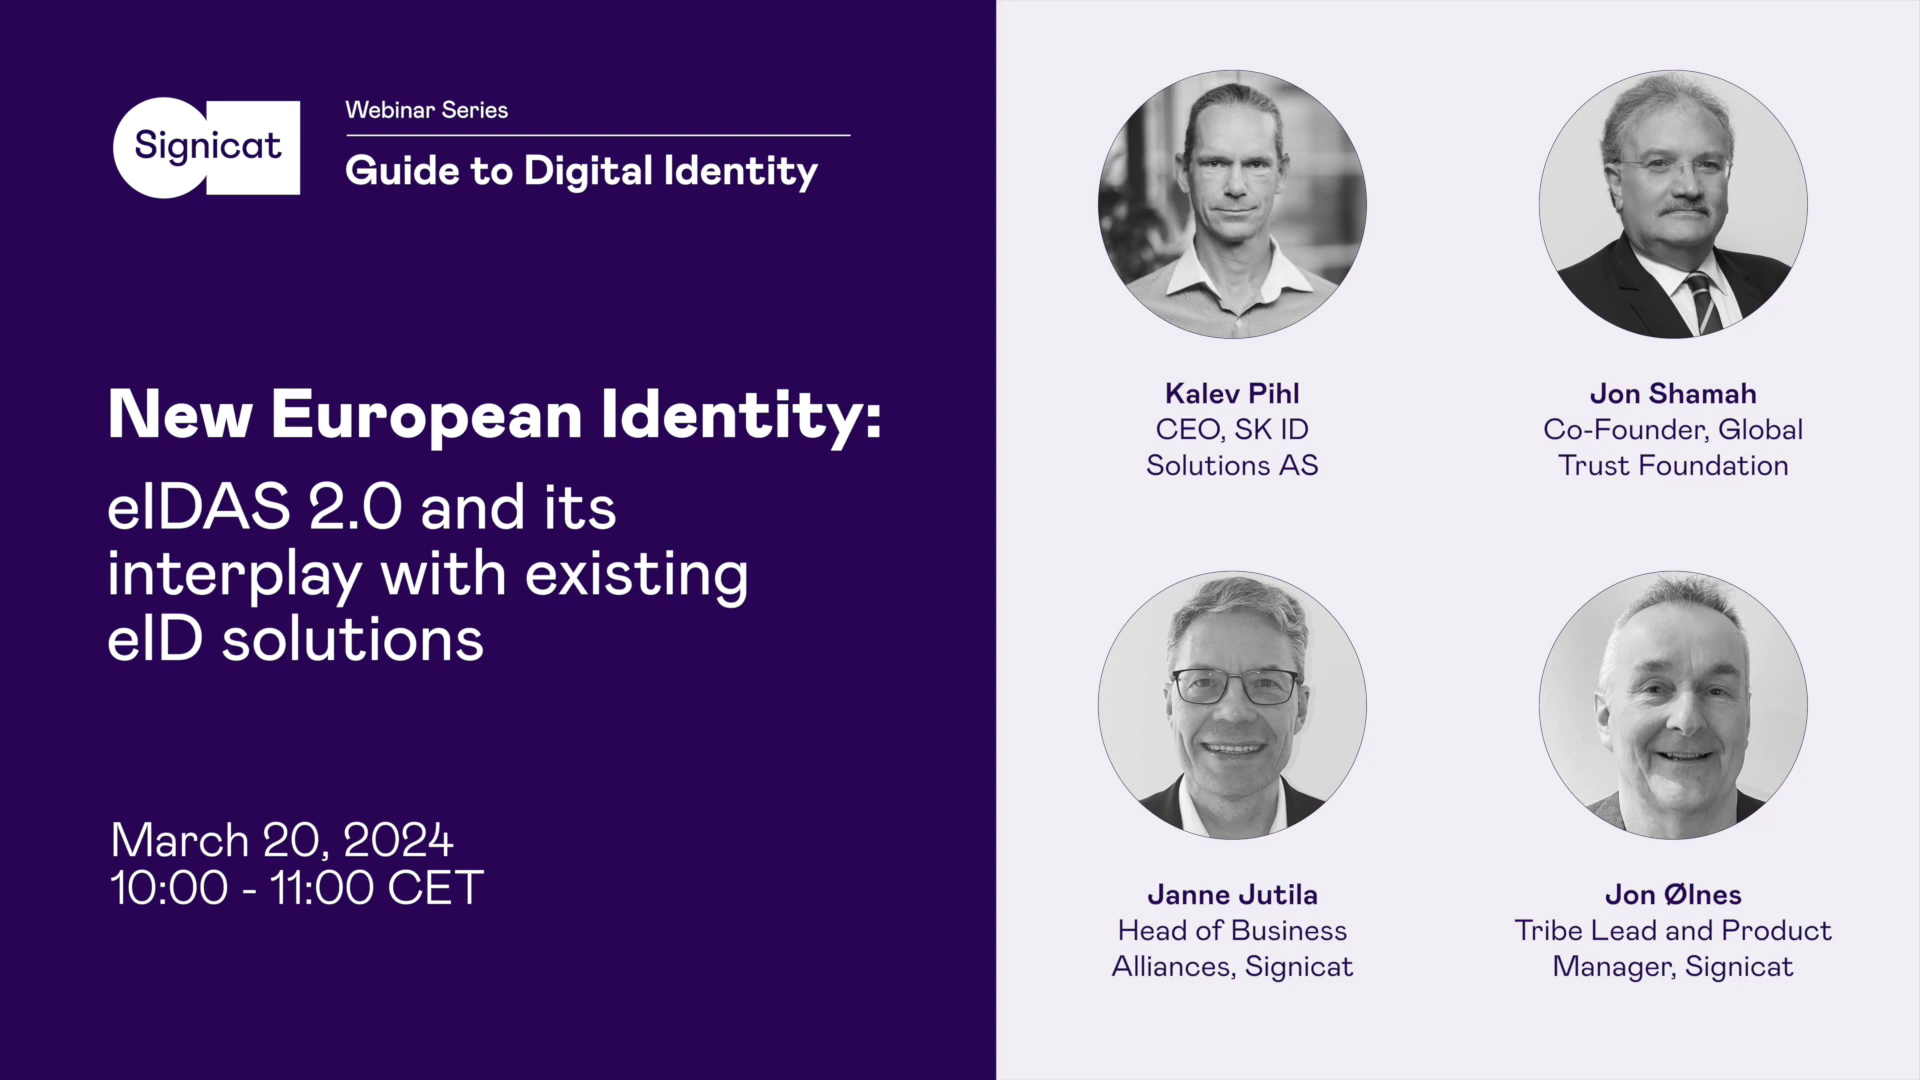 Signicat
Webinar Series
Guide to Digital Identity
New European Identity:
eIDAS 2.0 and its
interplay with existing
eID solutions
March 20, 2024
10:00 - 11:00 CET
Kalev Pihl
CEO, SK ID
Solutions AS
Jon Shamah
Co-Founder, Global
Trust Foundation
Janne Jutila
Head of Business
Alliances, Signicat
Jon Ølnes
Tribe Lead and Product
Manager, Signicat